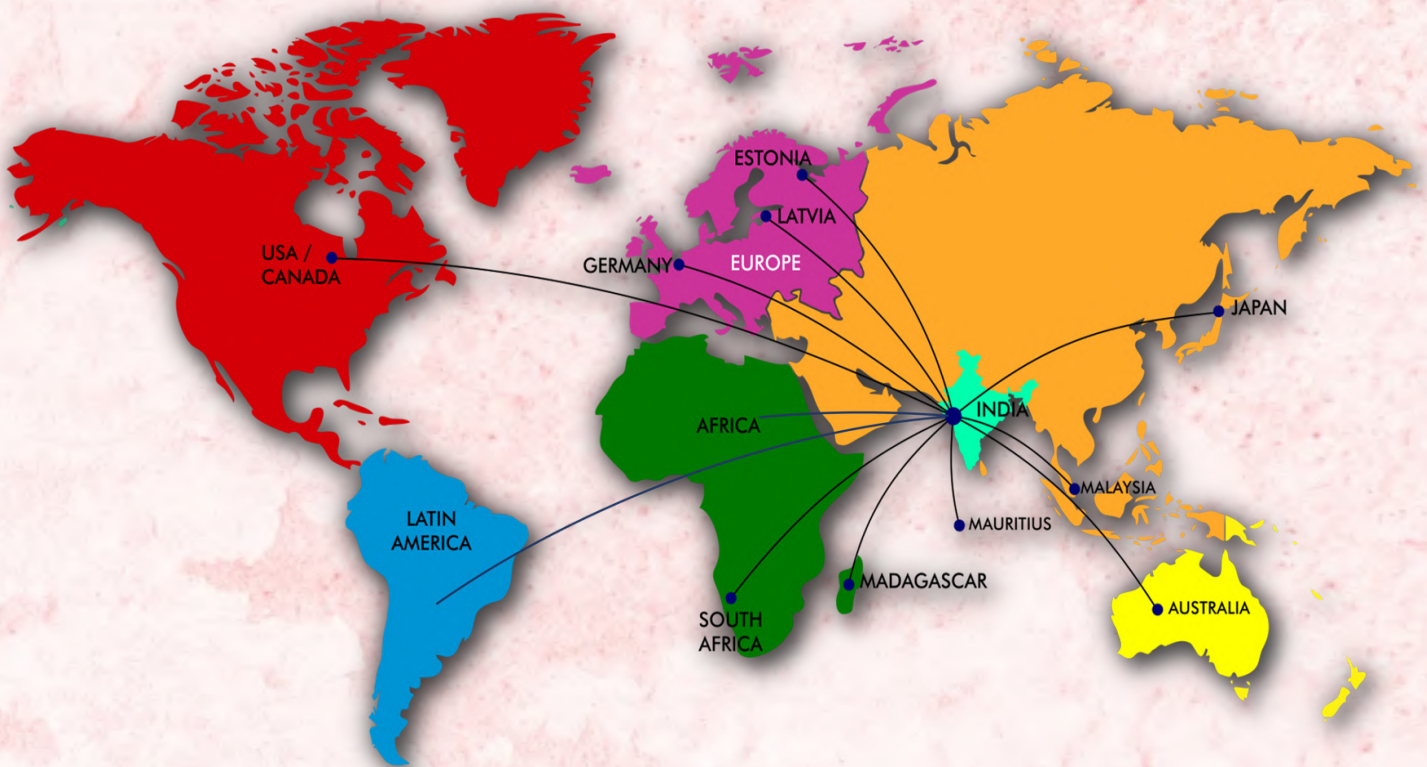 ESTONIA
LATVIA
USA /
CANADA
GERMANY
EUROPE
JAPAN
INDIA
AFRICA
MALAYSIA
LATIN
AMERICA
MAURITIUS
MADAGASCAR
AUSTRALIA
SOUTH
AFRICA